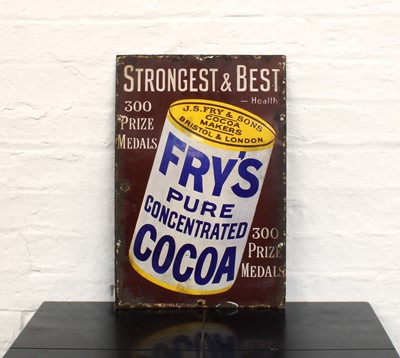 STRONGEST & BEST
— Health
300
PRIZE
MEDALS
J.S. FRY & SONS
COCOA
MAKERS
BRISTOL & LONDON
FRY'S
PURE
CONCENTRATED
COCOA
300
PRIZE
MEDALS